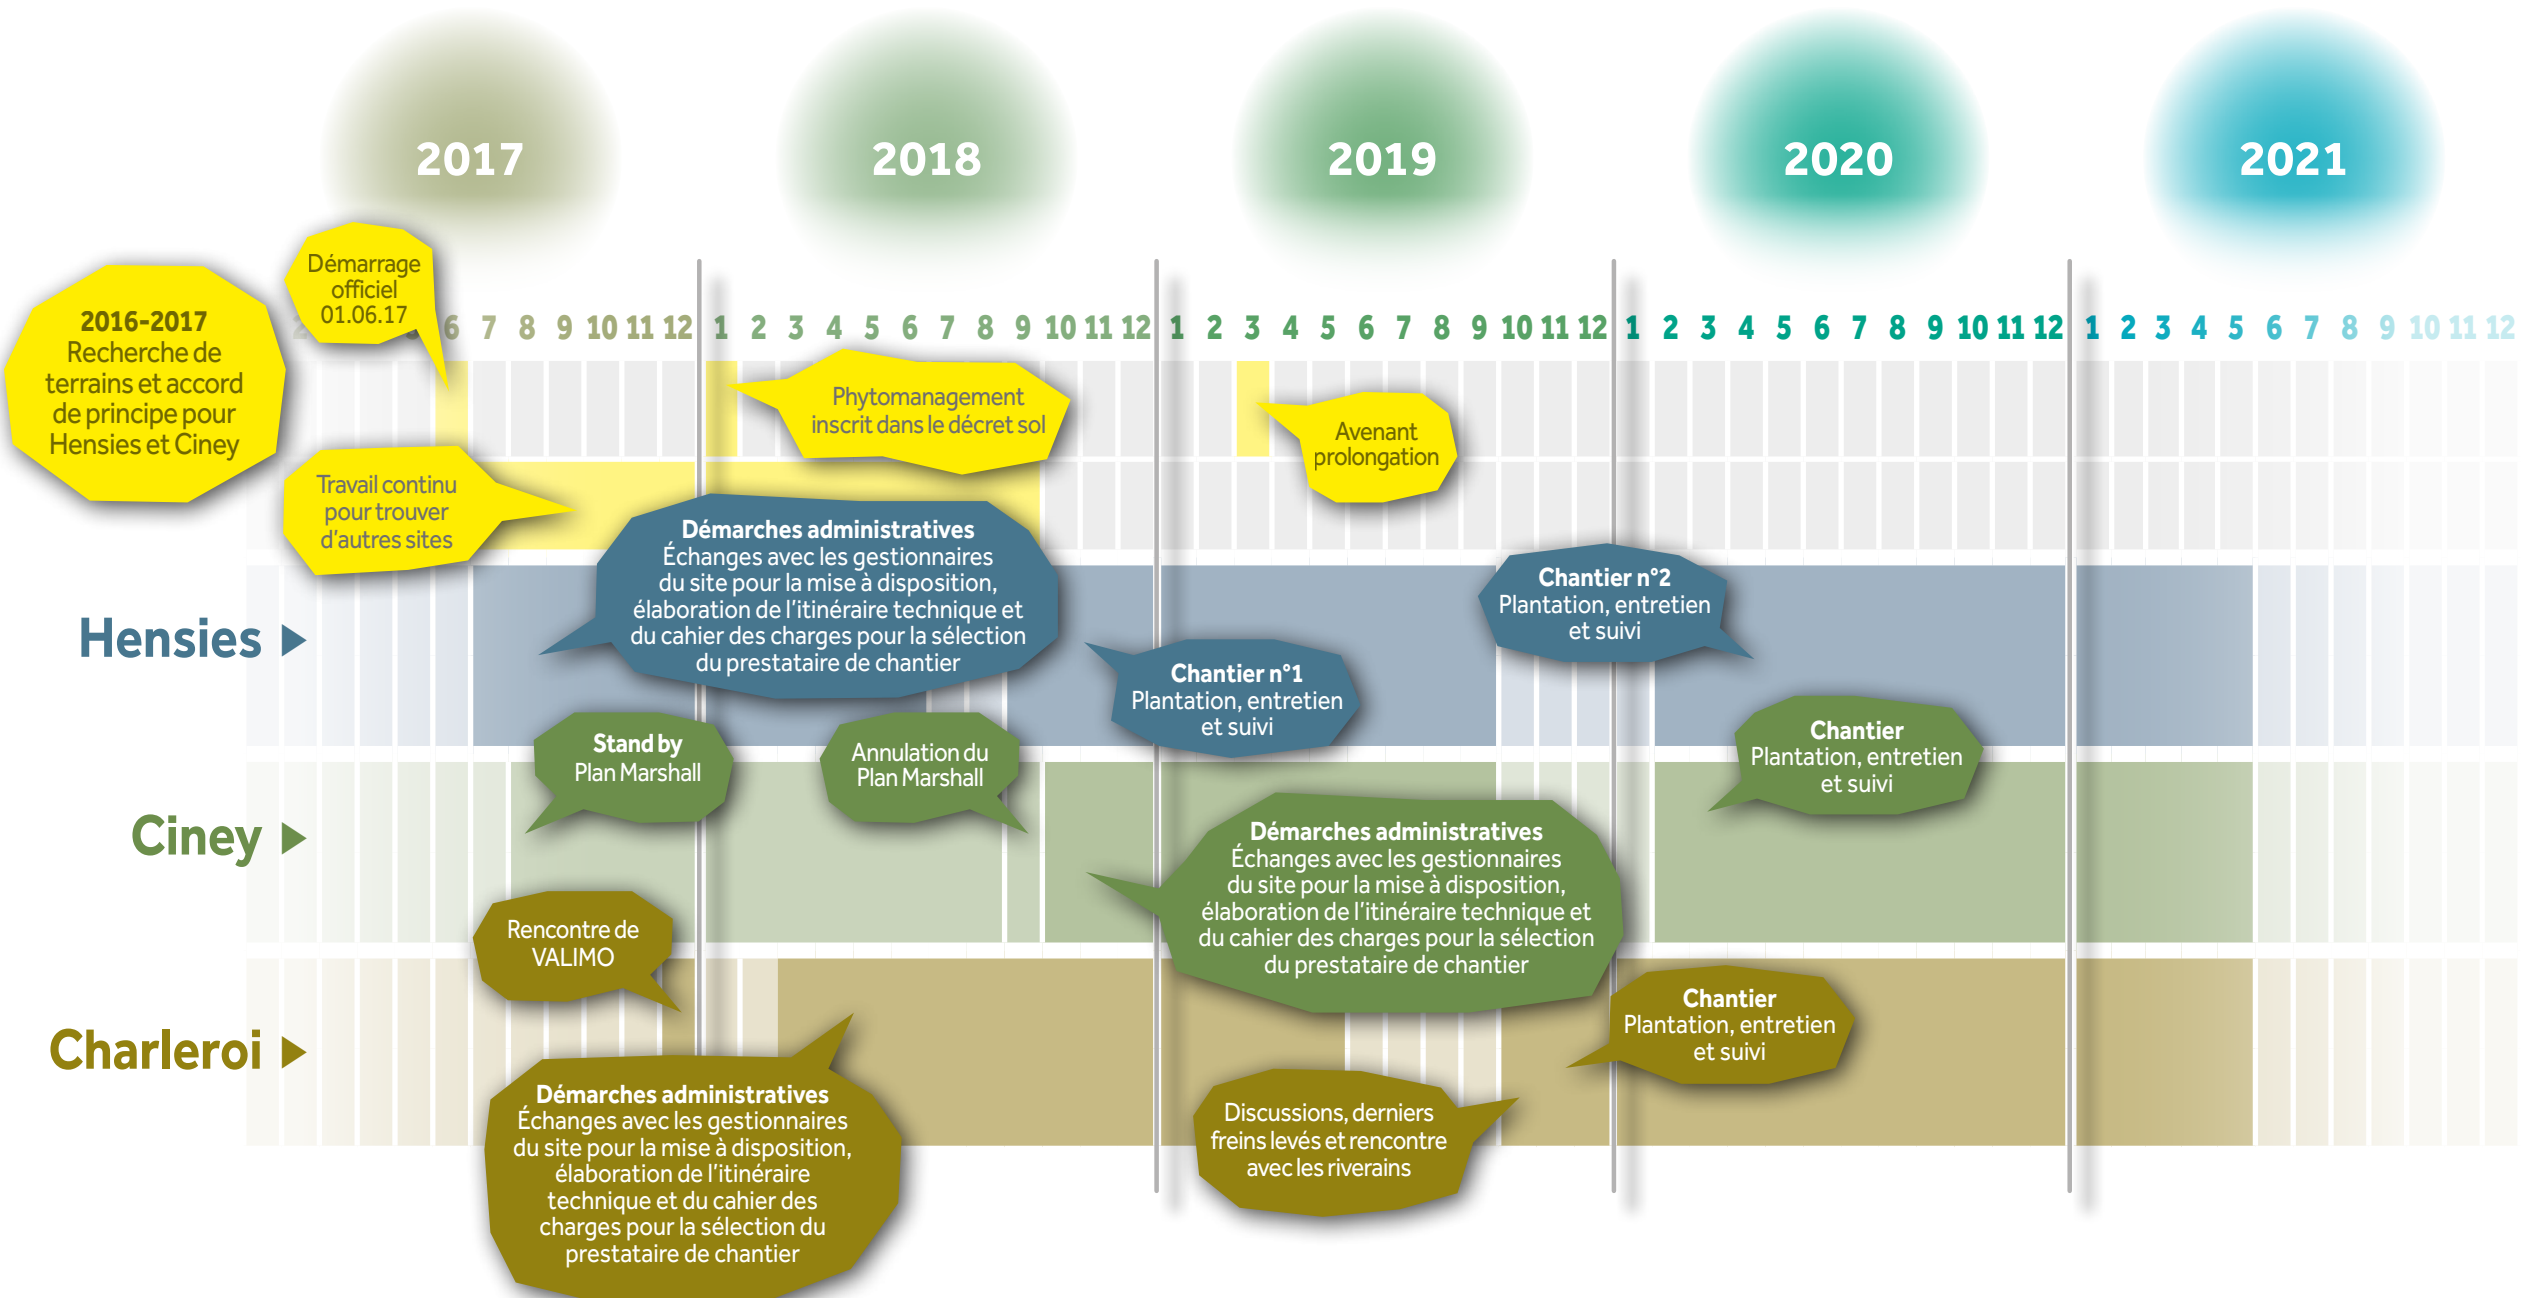 2017
2018
2019
2020
2021
Démarrage
officiel
01.06.17
2016-2017
Recherche de
terrains et accord
de principe pour
Hensies et Ciney
6 7 8 9 10 11 12 1 2 3 4 5 6 7 8 9 10 11 12 1 2 3 4 5 6 7 8 9 10 11 12 1 2 3 4 5 6 7 8 9 10 11 12 1 2 3 4 5 6 7 8 9 10 11 12
Phytomanagement
inscrit dans le décret sol
Avenant
prolongation
Travail continu
pour trouver
d'autres sites
Démarches administratives
Échanges avec les gestionnaires
du site pour la mise à disposition,
élaboration de l'itinéraire technique et
du cahier des charges pour la sélection
du prestataire de chantier
Chantier n°2
Plantation, entretien
et suivi
Hensies
Chantier n°1
Plantation, entretien
et suivi
Stand by
Plan Marshall
Annulation du
Plan Marshall
Chantier
Plantation, entretien
et suivi
Ciney
Démarches administratives
Échanges avec les gestionnaires
du site pour la mise à disposition,
élaboration de l'itinéraire technique et
du cahier des charges pour la sélection
du prestataire de chantier
Rencontre de
VALIMO
Chantier
Plantation, entretien
et suivi
Charleroi
Démarches administratives
Échanges avec les gestionnaires
du site pour la mise à disposition,
élaboration de l'itinéraire
technique et du cahier des
charges pour la sélection du
prestataire de chantier
Discussions, derniers
freins levés et rencontre
avec les riverains